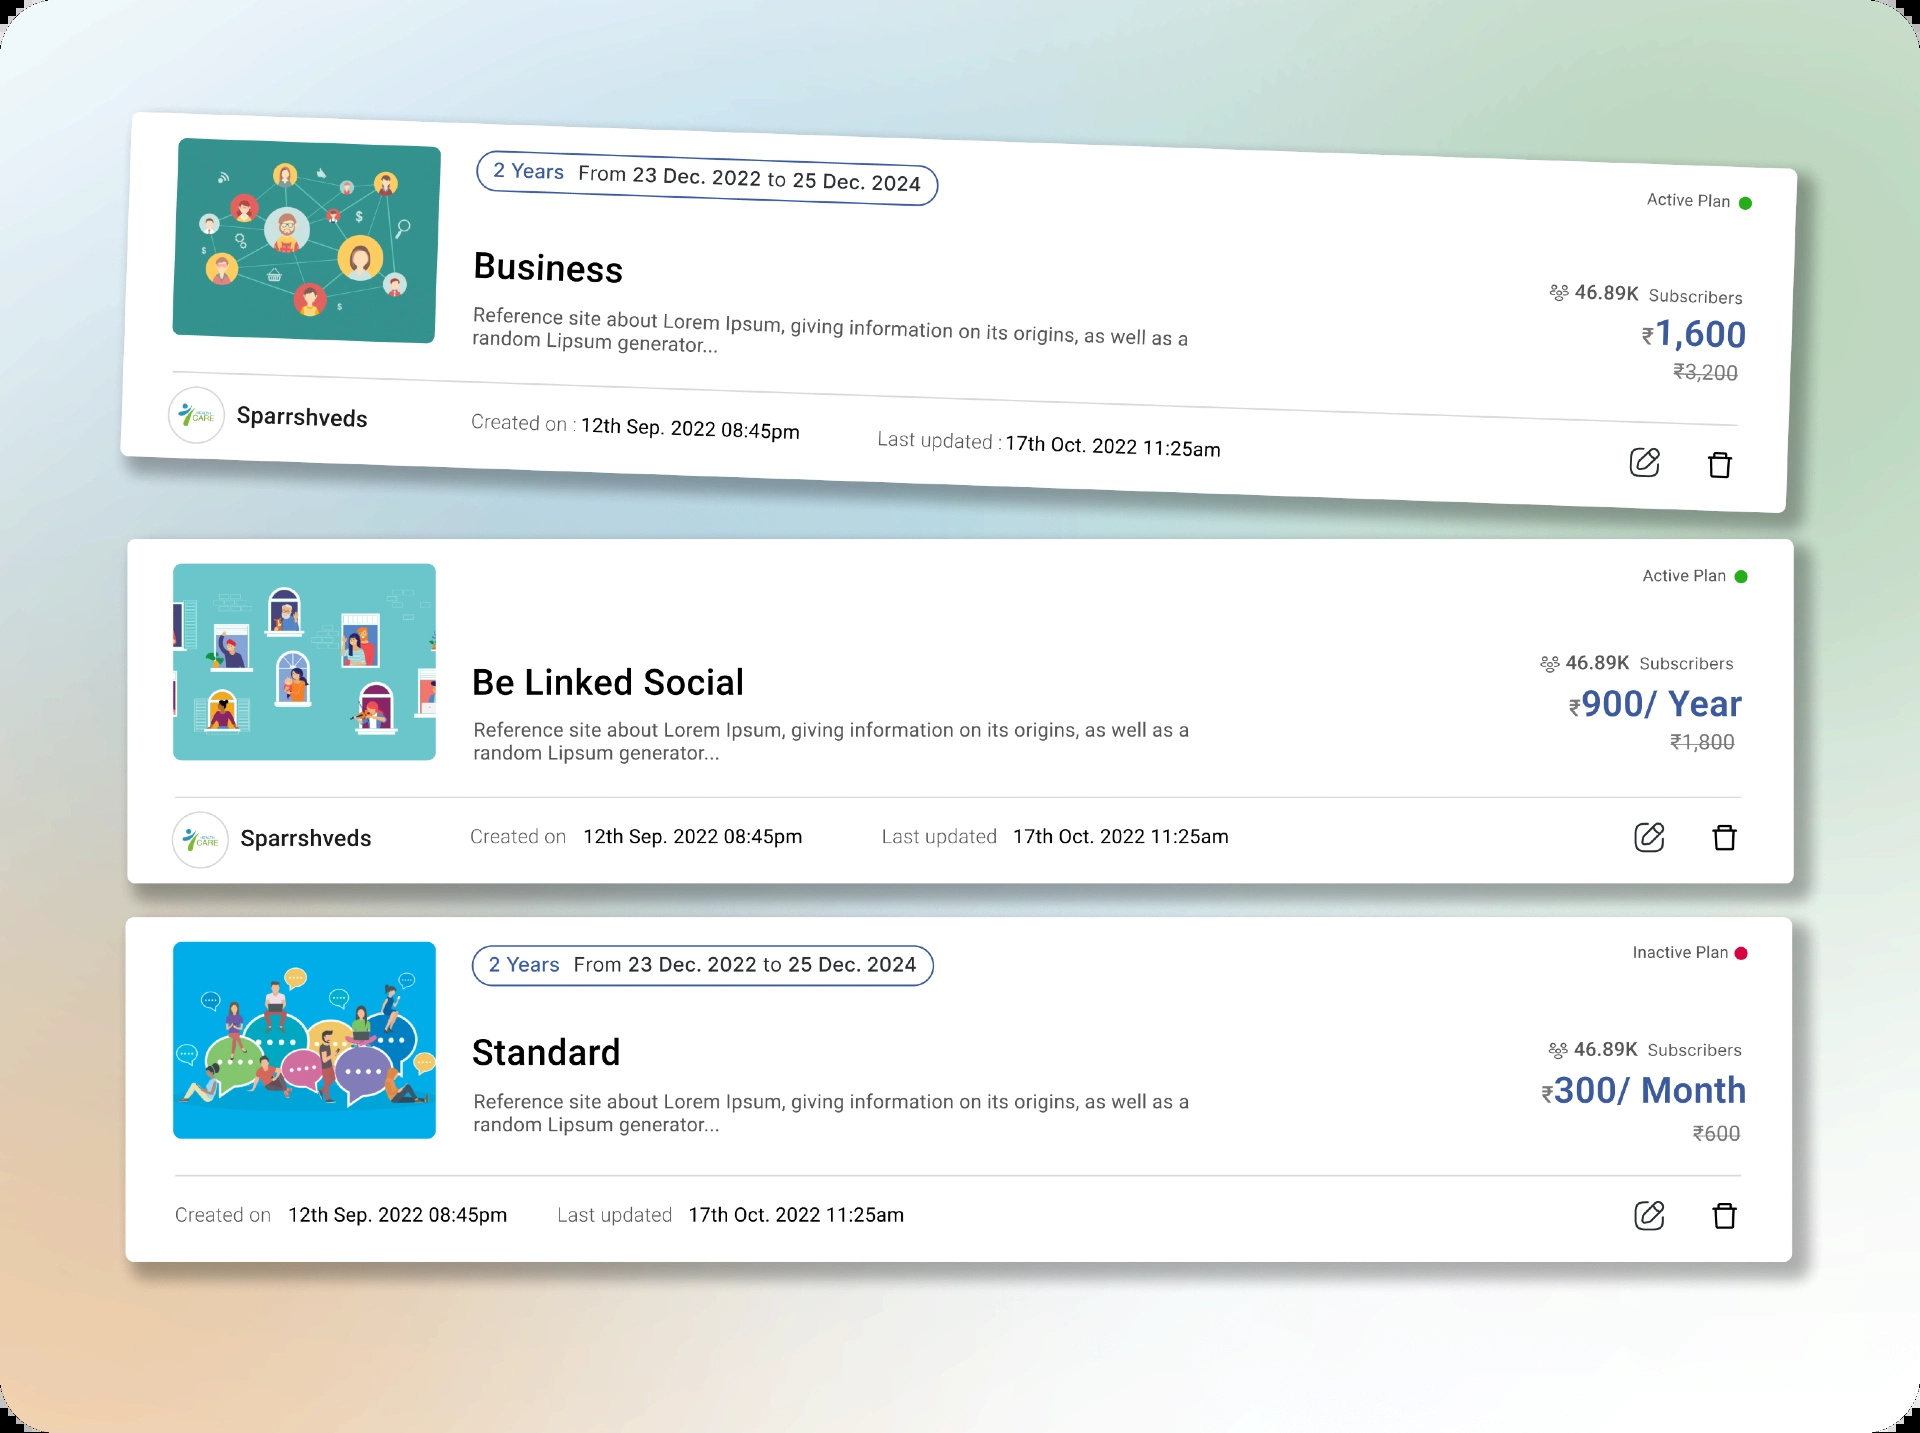 2 Years From 23 Dec. 2022 to 25 Dec. 2024
Active Plan
Business
46.89K Subscribers
Reference site about Lorem Ipsum, giving information on its origins, as well as a
random Lipsum generator...
₹1,600
₹3,200
HEALTH
CARE
Sparrshveds
Created on : 12th Sep. 2022 08:45pm
Last updated : 17th Oct. 2022 11:25am
Active Plan
Be Linked Social
46.89K Subscribers
₹900/ Year
Reference site about Lorem Ipsum, giving information on its origins, as well as a
random Lipsum generator...
₹1,800
HEALTH
CARE
Sparrshveds
Created on 12th Sep. 2022 08:45pm
Last updated 17th Oct. 2022 11:25am
2 Years From 23 Dec. 2022 to 25 Dec. 2024
Inactive Plan
Standard
46.89K Subscribers
₹300/ Month
Reference site about Lorem Ipsum, giving information on its origins, as well as a
random Lipsum generator...
₹600
Created on 12th Sep. 2022 08:45pm
Last updated 17th Oct. 2022 11:25am